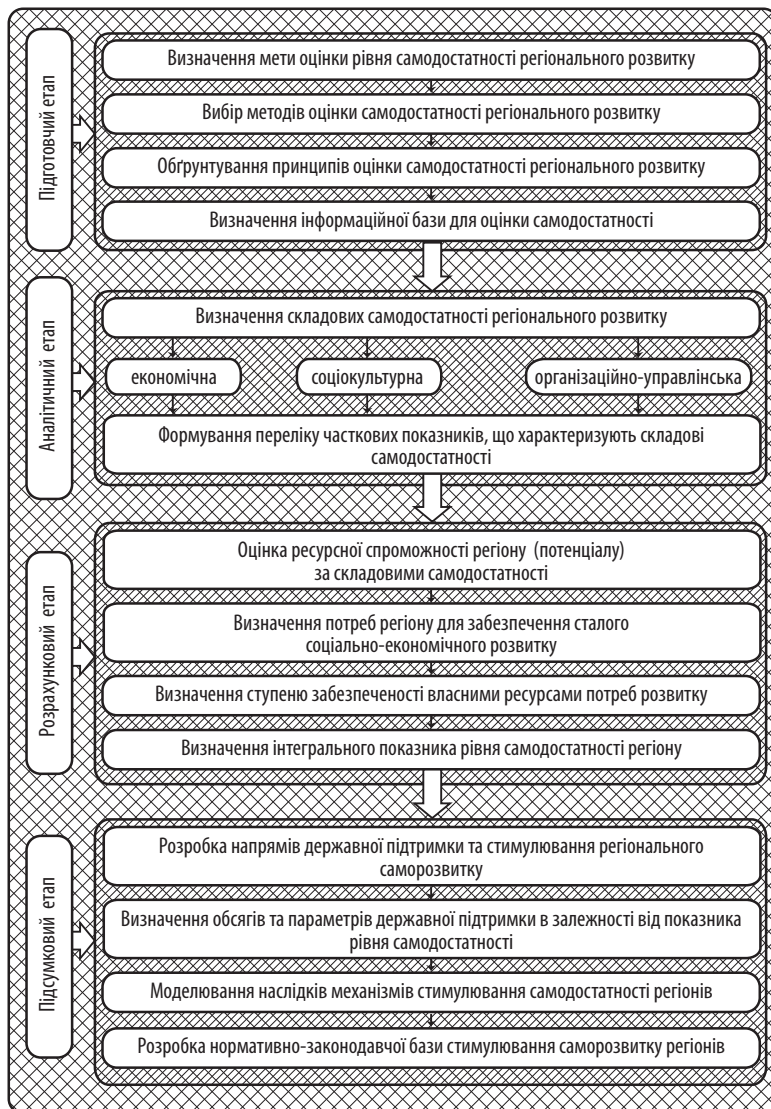 Підготовчий етап
Визначення мети оцінки рівня самодостатності регіонального розвитку
Вибір методів оцінки самодостатності регіонального розвитку
Обґрунтування принципів оцінки самодостатності регіонального розвитку
Визначення інформаційної бази для оцінки самодостатності
Аналітичний етап
Визначення складових самодостатності регіонального розвитку
економічна
соціокультурна
організаційно-управлінська
Формування переліку часткових показників, що характеризують складові
самодостатності
Розрахунковий етап
Оцінка ресурсної спроможності регіону (потенціалу)
за складовими самодостатності
Визначення потреб регіону для забезпечення сталого
соціально-економічного розвитку
Визначення ступеню забезпеченості власними ресурсами потреб розвитку
Визначення інтегрального показника рівня самодостатності регіону
Підсумковий етап
Розробка напрямів державної підтримки та стимулювання регіонального
саморозвитку
Визначення обсягів та параметрів державної підтримки в залежності від показника
рівня самодостатності
Моделювання наслідків механізмів стимулювання самодостатності регіонів
Розробка нормативно-законодавчої бази стимулювання саморозвитку регіонів